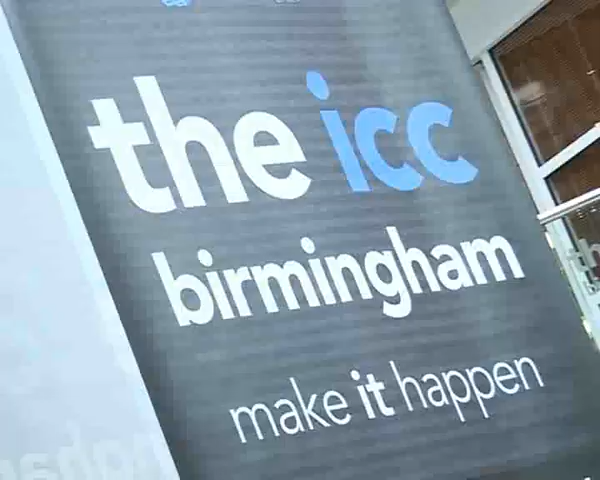 the icc
birmingham
make it happen